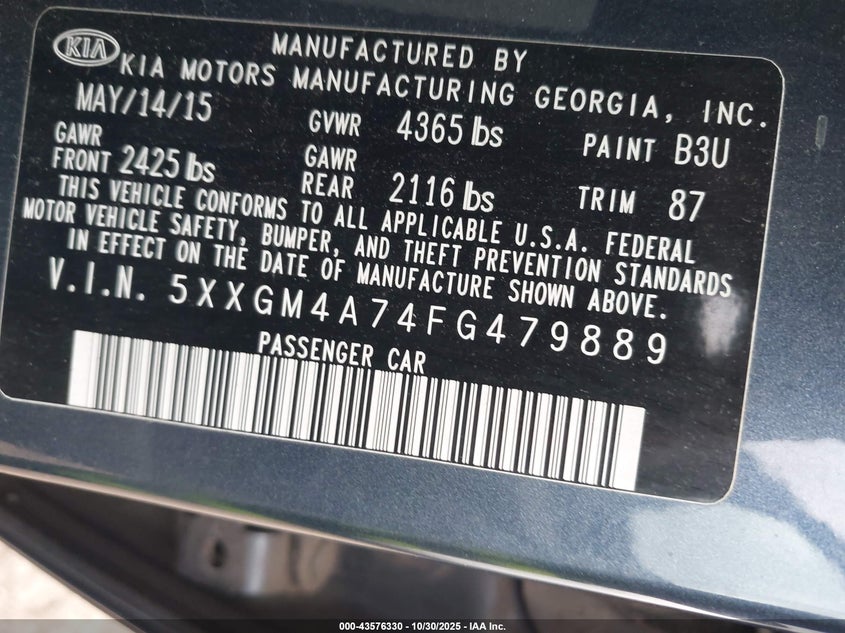 KIA
MANUFACTURED BY
KIA MOTORS MANUFACTURING GEORGIA, INC.
MAY/14/15 GVWR 4365 lbs PAINT B3U
GAWR FRONT 2425 lbs GAWR REAR 2116 lbs TRIM 87
THIS VEHICLE CONFORMS TO ALL APPLICABLE U.S.A. FEDERAL
MOTOR VEHICLE SAFETY, BUMPER, AND THEFT PREVENTION STANDARDS
IN EFFECT ON THE DATE OF MANUFACTURE SHOWN ABOVE.
V.I.N. 5XXGM4A74FG479889
PASSENGER CAR
000-43576330 - 10/30/2025 - IAA Inc.